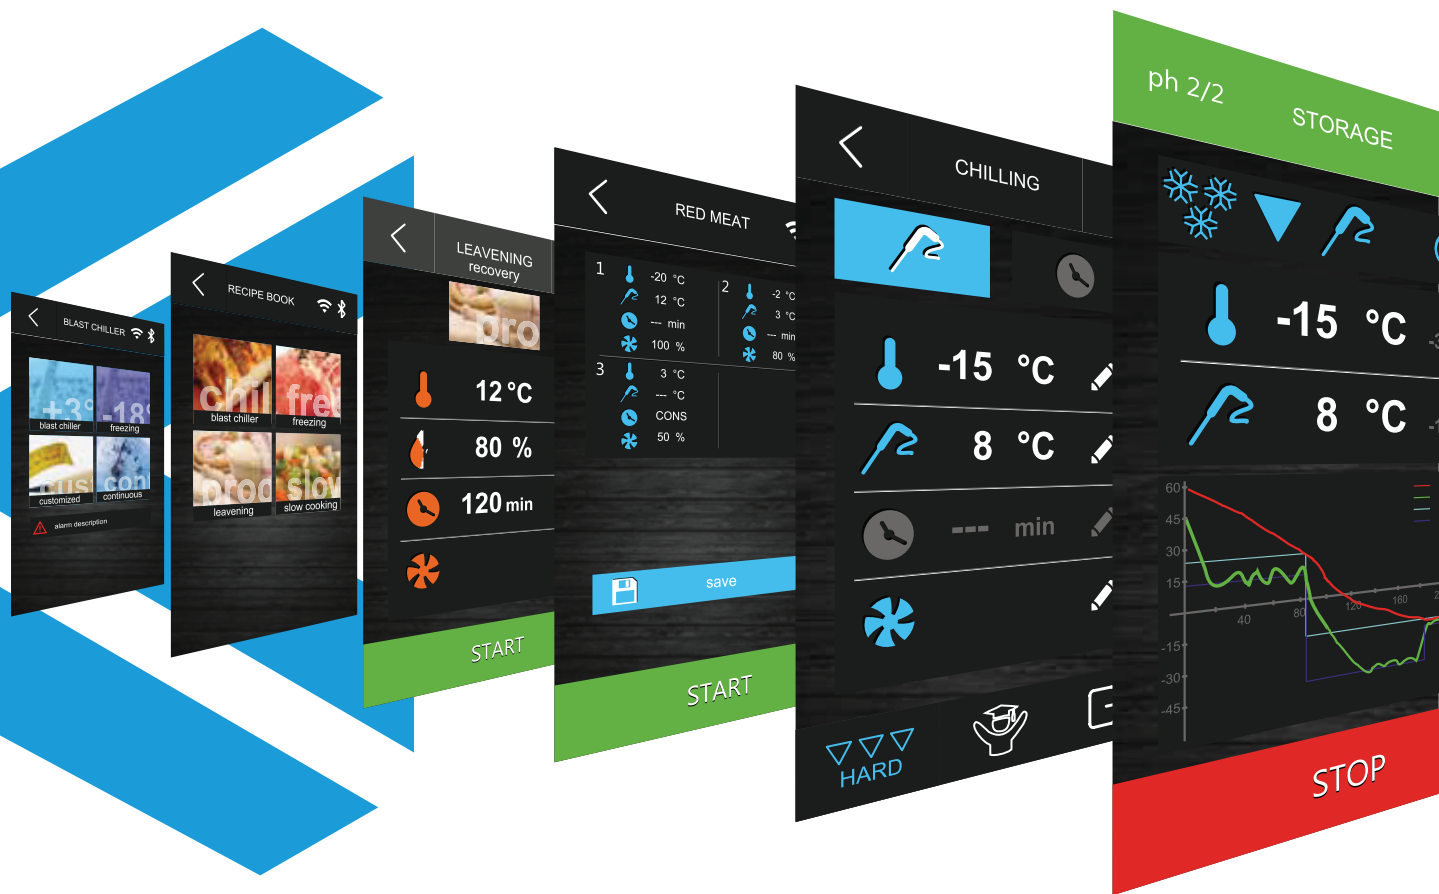 BLAST CHILLER
+3°
-18°
blast chiller
freezing
cust
con
customized
continuous
alarm description
RECIPE BOOK
chil
fre
blast chiller
freezing
proo
slow
leavening
slow cooking
LEAVENING
recovery
pro
12 °C
80 %
120 min
START
RED MEAT
1
-20 °C
12 °C
--- min
100 %
2
-2 °C
3 °C
--- min
80 %
3
3 °C
--- °C
CONS
50 %
save
START
CHILLING
-15 °C
8 °C
--- min
HARD
ph 2/2
STORAGE
-15 °C
8 °C
60
45
30
15
-15
-30
-45
40
80
120
160
STOP